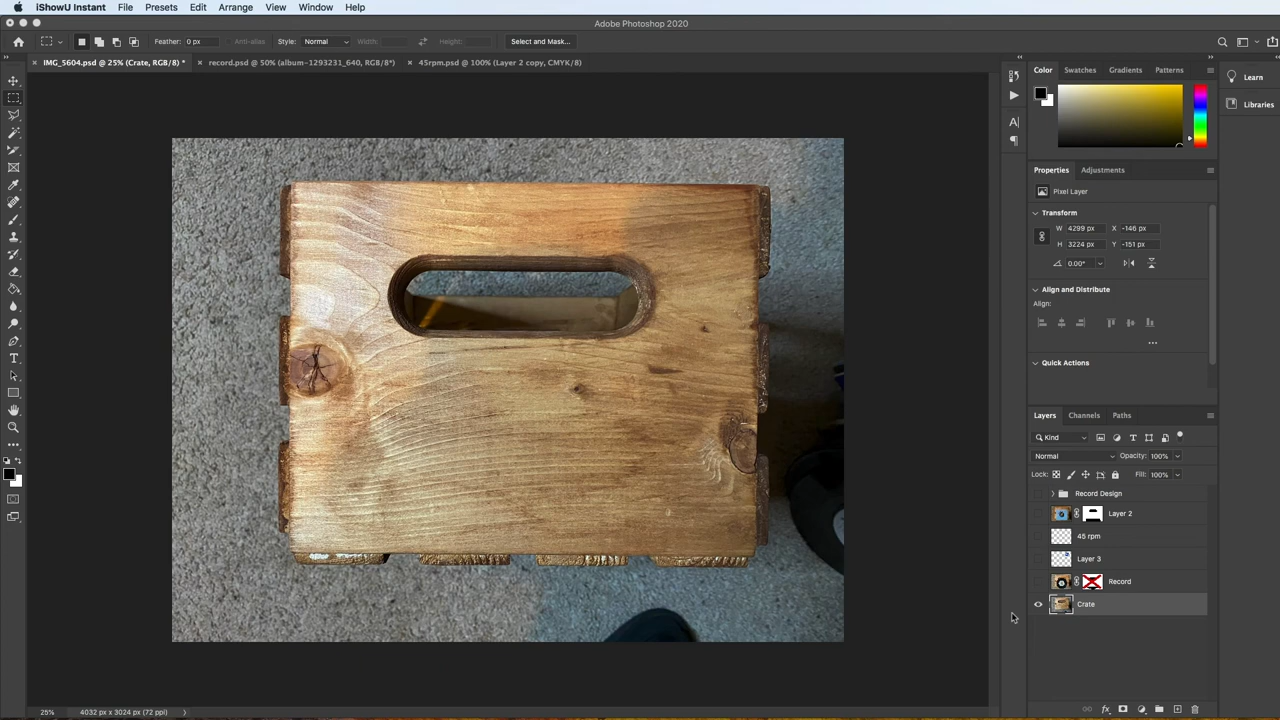 iShowU Instant File Presets Edit Arrange View Window Help
Adobe Photoshop 2020
Feather: 0 px Anti-alias Style: Normal Width: Height: Select and Mask...
IMG_5604.psd @ 25% (Crate, RGB/8) * record.psd @ 50% (album-1293231_640, RGB/8*) 45rpm.psd @ 100% (Layer 2 copy, CMYK/8)
Color Swatches Gradients Patterns
Learn
Libraries
Properties Adjustments
Pixel Layer
Transform
W 4299 px X -146 px
H 3224 px Y -151 px
0.00°
Align and Distribute
Align:
...
Quick Actions
Layers Channels Paths
Kind
Normal Opacity: 100%
Lock: Fill: 100%
Record Design
Layer 2
45 rpm
Layer 3
Record
Crate
25% 4032 px x 3024 px (72 ppi)